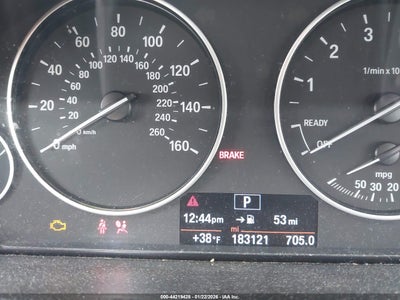 60 80 100
40 120
20 140
0 mph 160
20 40 60 80 100 120 140 160 180 200 220 240 260
0 km/h
1 2 3
1/min x 10
READY
OFF
50 30 20
mpg
BRAKE
P
12:44pm 53 mi
+38°F mi 183121 705.0
000-44219428 - 01/22/2026 - IAA Inc.